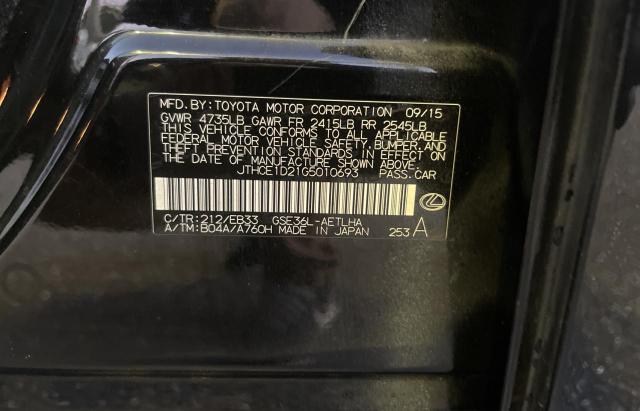 MFD. BY: TOYOTA MOTOR CORPORATION 09/15
GVWR 4735LB GAWR FR 2415LB RR 2545LB
THIS VEHICLE CONFORMS TO ALL APPLICABLE
FEDERAL MOTOR VEHICLE SAFETY, BUMPER, AND
THEFT PREVENTION STANDARDS IN EFFECT ON
THE DATE OF MANUFACTURE SHOWN ABOVE.
JTHCE1D21G5010693 PASS.CAR
C/TR:212/EB33 GSE36L-AETLHA
A/TM:B04A/A760H MADE IN JAPAN 253 A